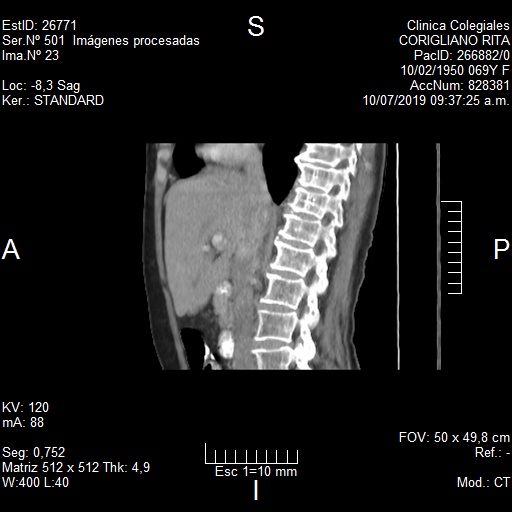 EstID: 26771
Ser.Nº 501 Imágenes procesadas
Ima.Nº 23
Loc: -8,3 Sag
Ker.: STANDARD
S
Clinica Colegiales
CORIGLIANO RITA
PacID: 266882/0
10/02/1950 069Y F
AccNum: 828381
10/07/2019 09:37:25 a.m.
A
P
KV: 120
mA: 88
Seg: 0,752
Matriz 512 x 512 Thk: 4,9
W:400 L:40
Esc 1=10 mm
I
FOV: 50 x 49,8 cm
Ref.: -
Mod.: CT